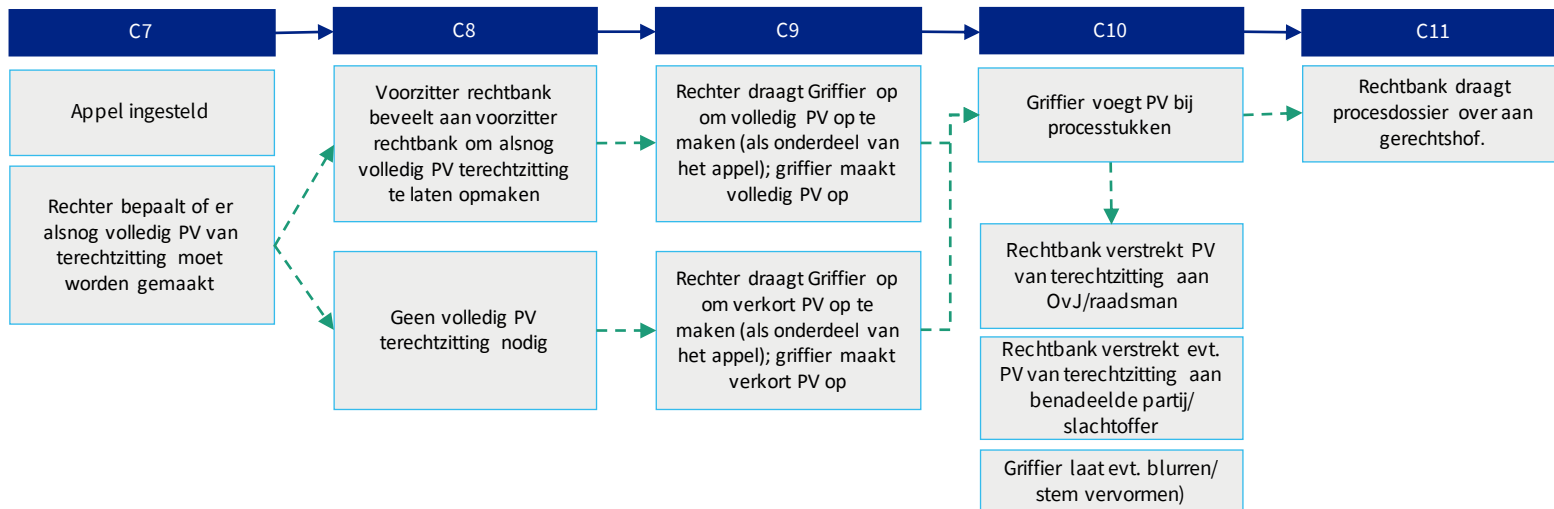 C7
Appel ingesteld
Rechter bepaalt of er
alsnog volledig PV van
terechtzitting moet
worden gemaakt
C8
Voorzitter rechtbank
beveelt aan voorzitter
rechtbank om alsnog
volledig PV terechtzitting
te laten opmaken
Geen volledig PV
terechtzitting nodig
C9
Rechter draagt Griffier op
om volledig PV op te
maken (als onderdeel van
het appel); griffier maakt
volledig PV op
Rechter draagt Griffier op
om verkort PV op te
maken (als onderdeel van
het appel); griffier maakt
verkort PV op
C10
Griffier voegt PV bij
processtukken
Rechtbank verstrekt PV
van terechtzitting aan
OvJ/raadsman
Rechtbank verstrekt evt.
PV van terechtzitting aan
benadeelde partij/
slachtoffer
Griffier laat evt. blurren/
stem vervormen)
C11
Rechtbank draagt
procesdossier over aan
gerechtshof.